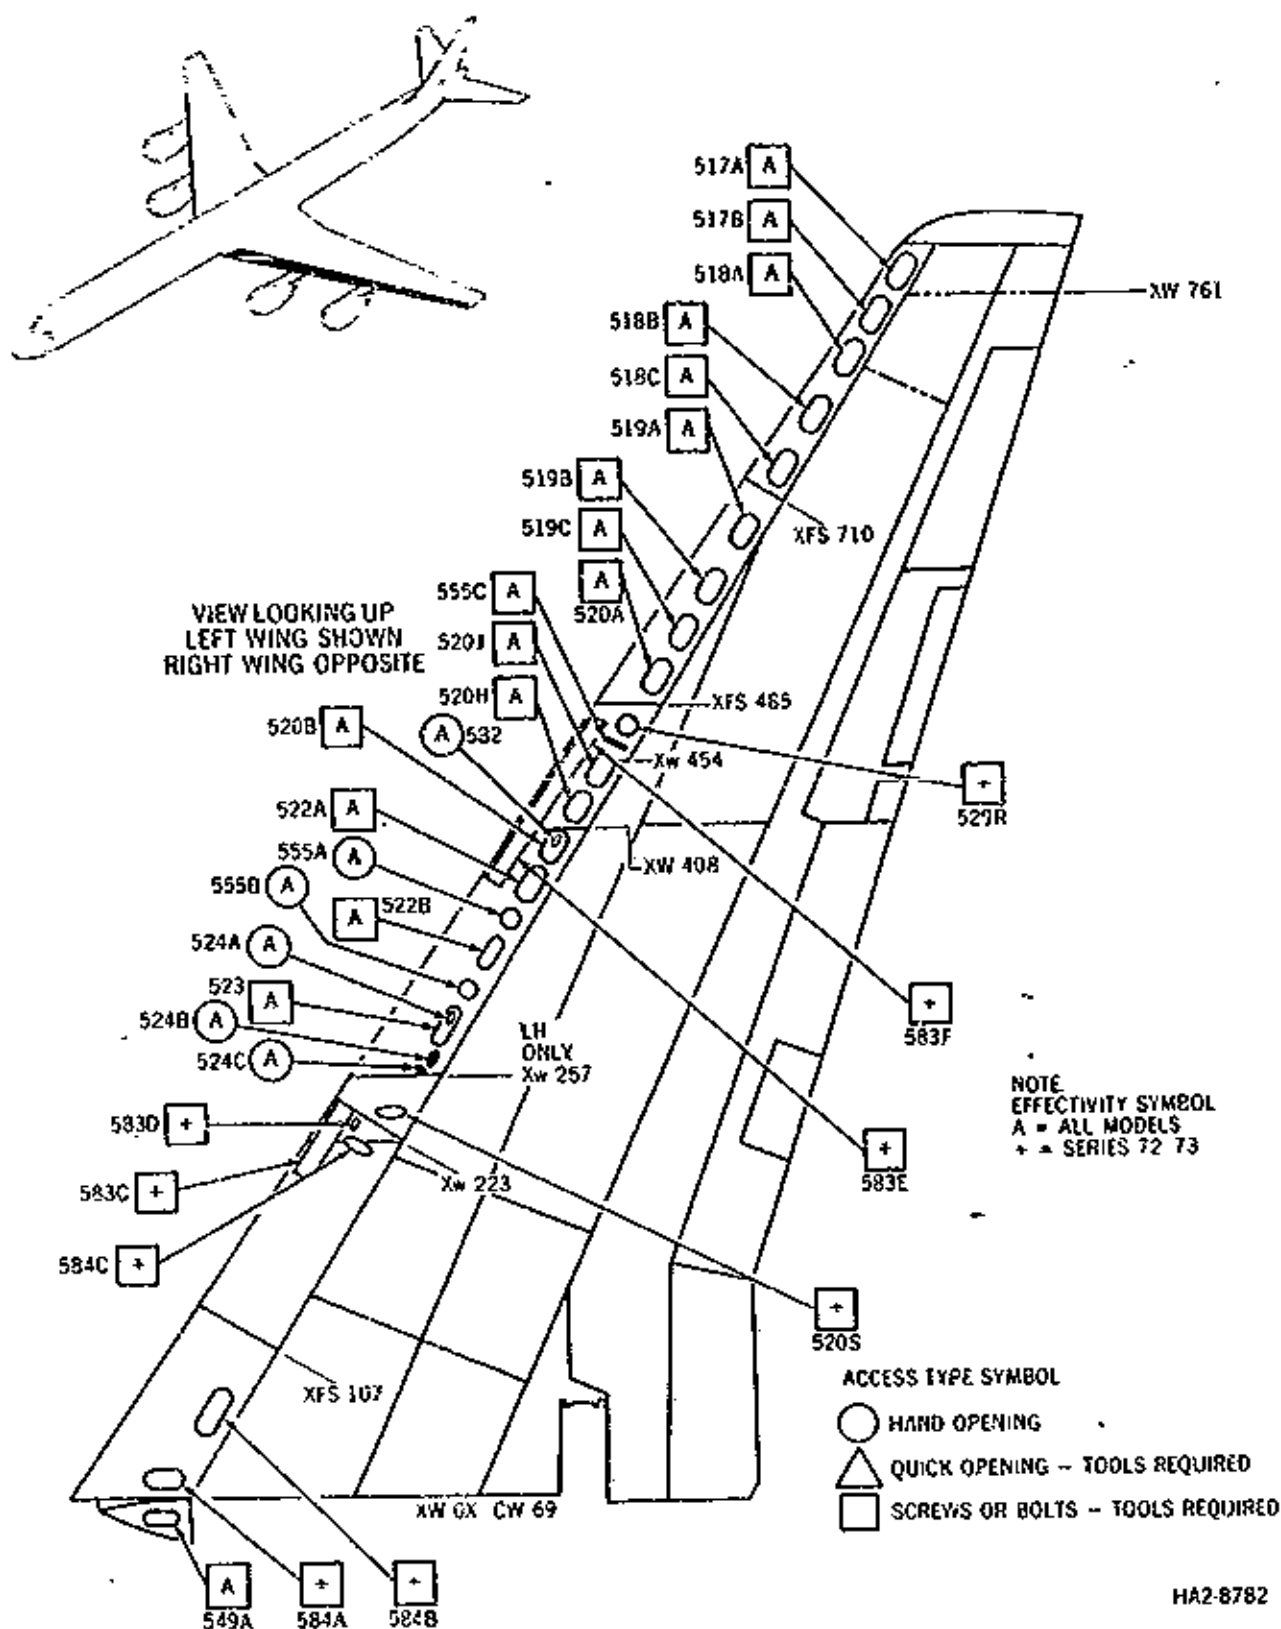 517A A
517B A
518A A
XW 761
518B A
518C A
519A A
519B A
XFS 710
519C A
A
520A
555C A
VIEW LOOKING UP
LEFT WING SHOWN
RIGHT WING OPPOSITE
520J A
520H A
XFS 485
520B A
A 532
XW 454
+
529R
522A A
555A A
XW 408
555B A
A 522B
524A A
523
A
524B A
+
583F
LH
ONLY
XW 257
524C A
NOTE
EFFECTIVITY SYMBOL
A = ALL MODELS
+ = SERIES 72 73
583D +
+
583E
583C +
XW 223
584C +
+
520S
XFS 107
ACCESS TYPE SYMBOL
HAND OPENING
QUICK OPENING – TOOLS REQUIRED
SCREWS OR BOLTS – TOOLS REQUIRED
XW 0X CW 69
A
549A
+
584A
+
584B
HA2-8782